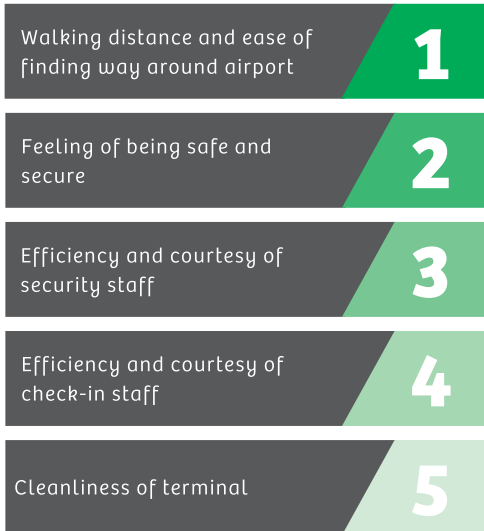 Walking distance and ease of
finding way around airport
1
Feeling of being safe and
secure
2
Efficiency and courtesy of
security staff
3
Efficiency and courtesy of
check-in staff
4
Cleanliness of terminal
5